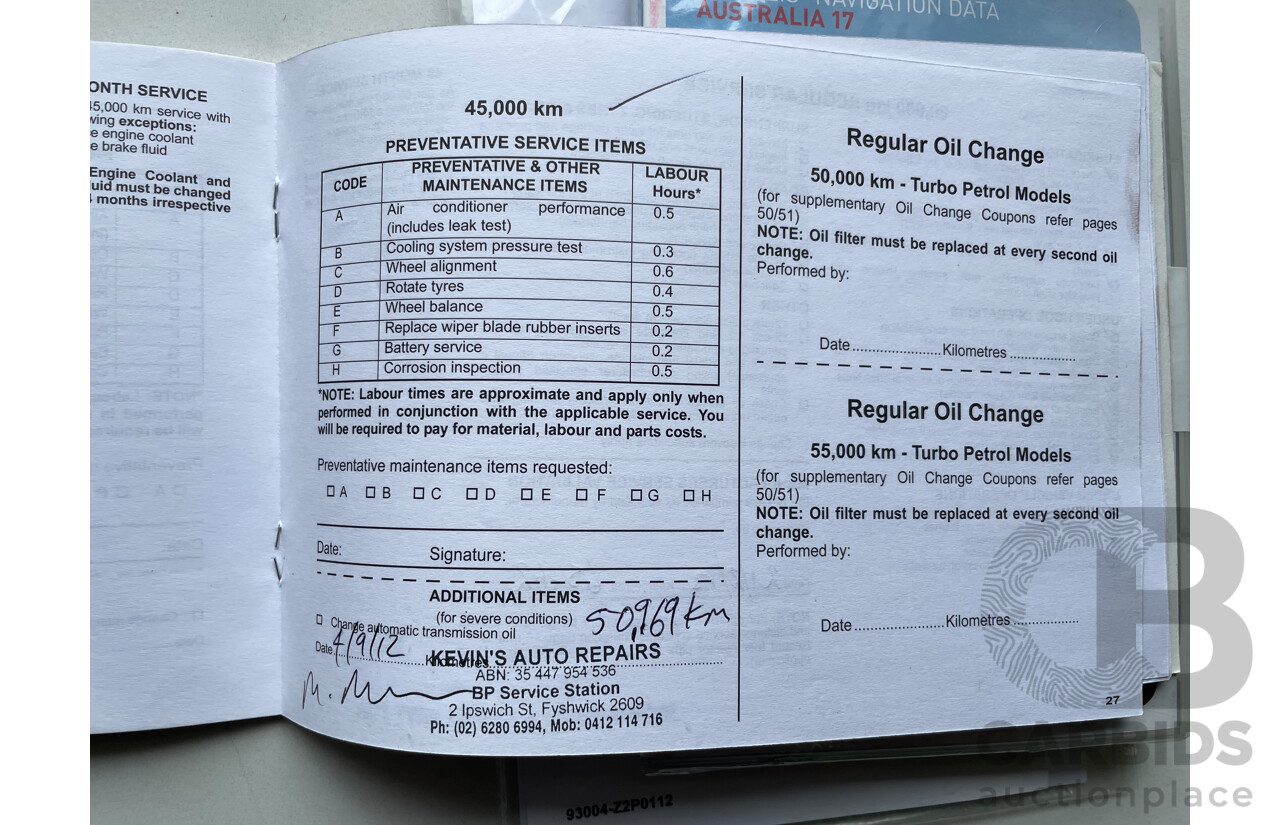 NAVIGATION DATA
AUSTRALIA 17
ONTH SERVICE
45,000 km service with
wing exceptions:
e engine coolant
e brake fluid
Engine Coolant and
uid must be changed
months irrespective
45,000 km
PREVENTATIVE SERVICE ITEMS
CODE PREVENTATIVE & OTHER MAINTENANCE ITEMS LABOUR Hours*
A Air conditioner performance 0.5
(includes leak test)
B Cooling system pressure test 0.3
C Wheel alignment 0.6
D Rotate tyres 0.4
E Wheel balance 0.5
F Replace wiper blade rubber inserts 0.2
G Battery service 0.2
H Corrosion inspection 0.5
*NOTE: Labour times are approximate and apply only when
performed in conjunction with the applicable service. You
will be required to pay for material, labour and parts costs.
Preventative maintenance items requested:
□ A □ B □ C □ D □ E □ F □ G □ H
Date: Signature:
ADDITIONAL ITEMS
(for severe conditions) 50,969 km
□ Change automatic transmission oil
Date 4/9/12 Kilometres
KEVIN'S AUTO REPAIRS
ABN: 35 447 954 536
BP Service Station
2 Ipswich St, Fyshwick 2609
Ph: (02) 6280 6994, Mob: 0412 114 716
Regular Oil Change
50,000 km - Turbo Petrol Models
(for supplementary Oil Change Coupons refer pages
50/51)
NOTE: Oil filter must be replaced at every second oil
change.
Performed by:
Date........................Kilometres..................
Regular Oil Change
55,000 km - Turbo Petrol Models
(for supplementary Oil Change Coupons refer pages
50/51)
NOTE: Oil filter must be replaced at every second oil
change.
Performed by:
Date........................Kilometres..................
27
93004-Z2P0112
CB
CARBIDS
auctionplace